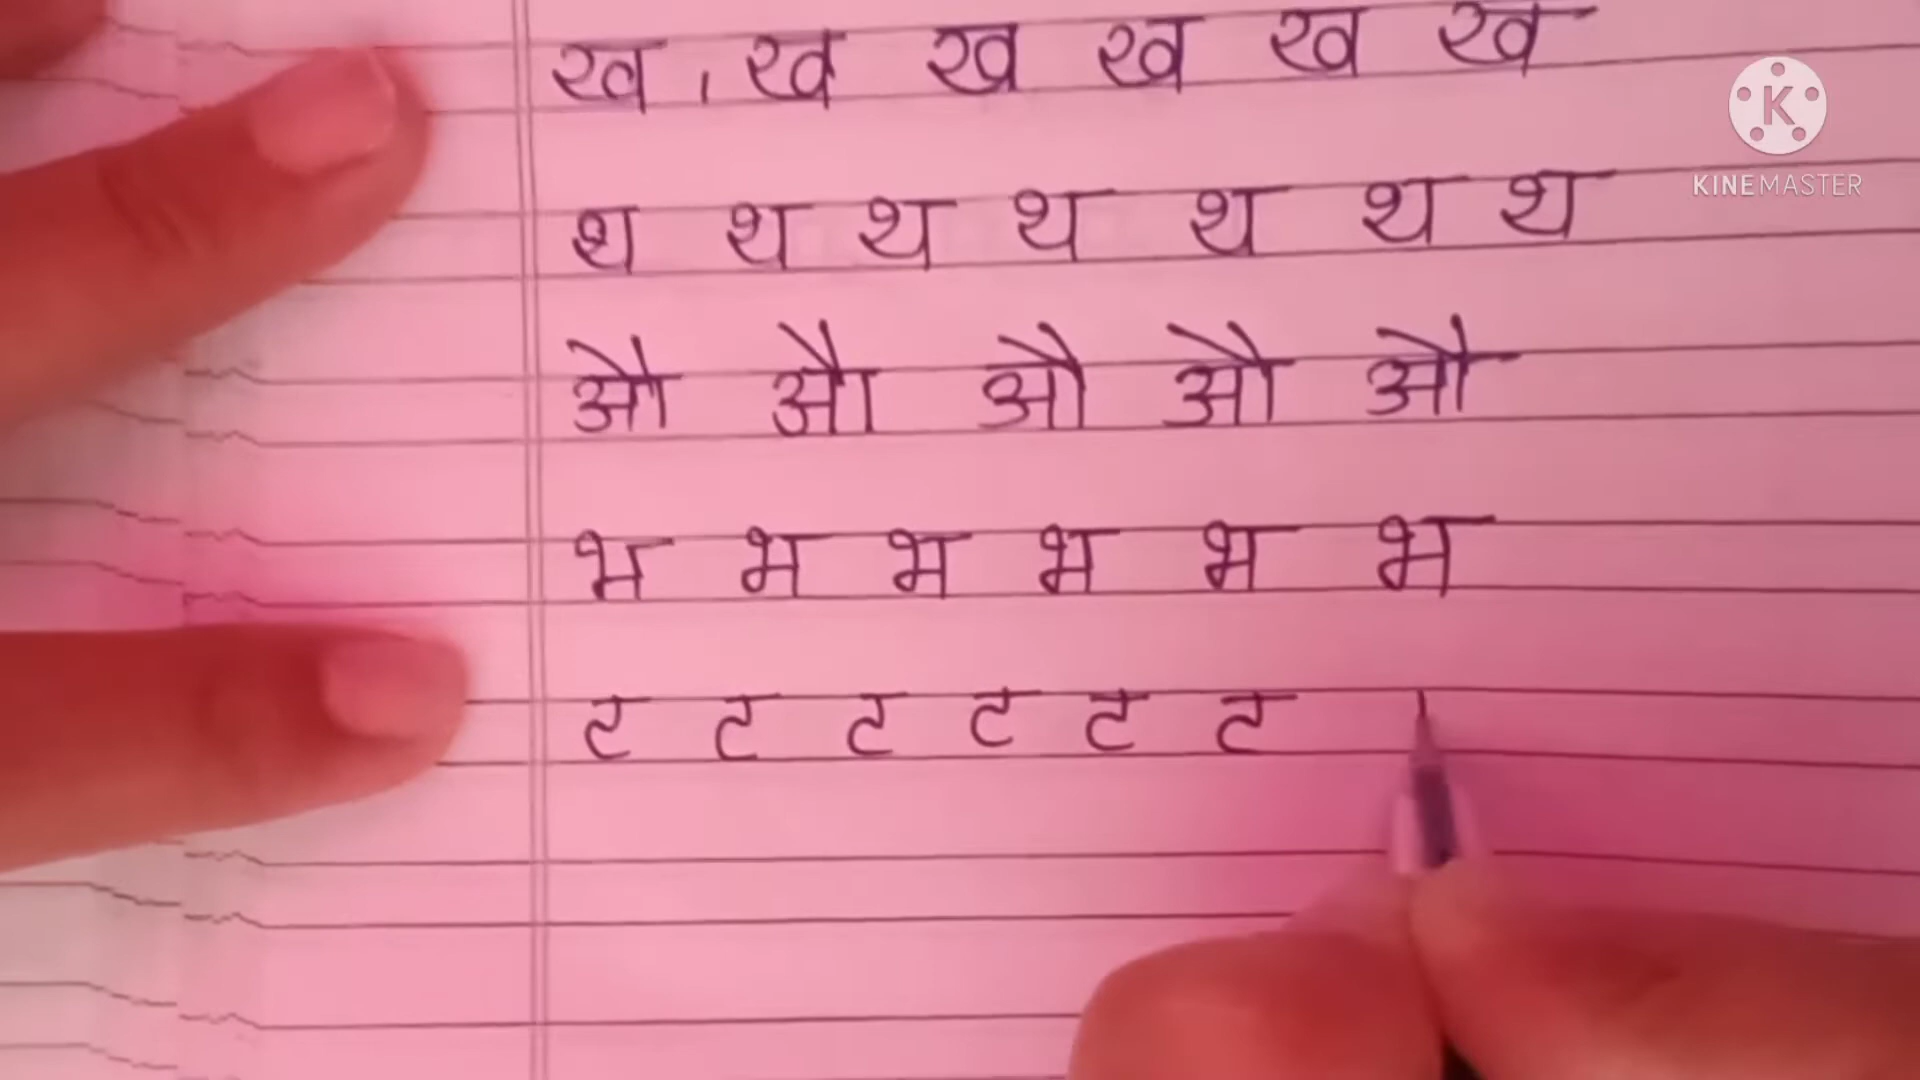 ख , ख ख ख ख ख
थ थ थ थ थ थ थ
औ औ औ औ औ
भ भ भ भ भ भ
ट ट ट ट ट ट
K
KINEMASTER